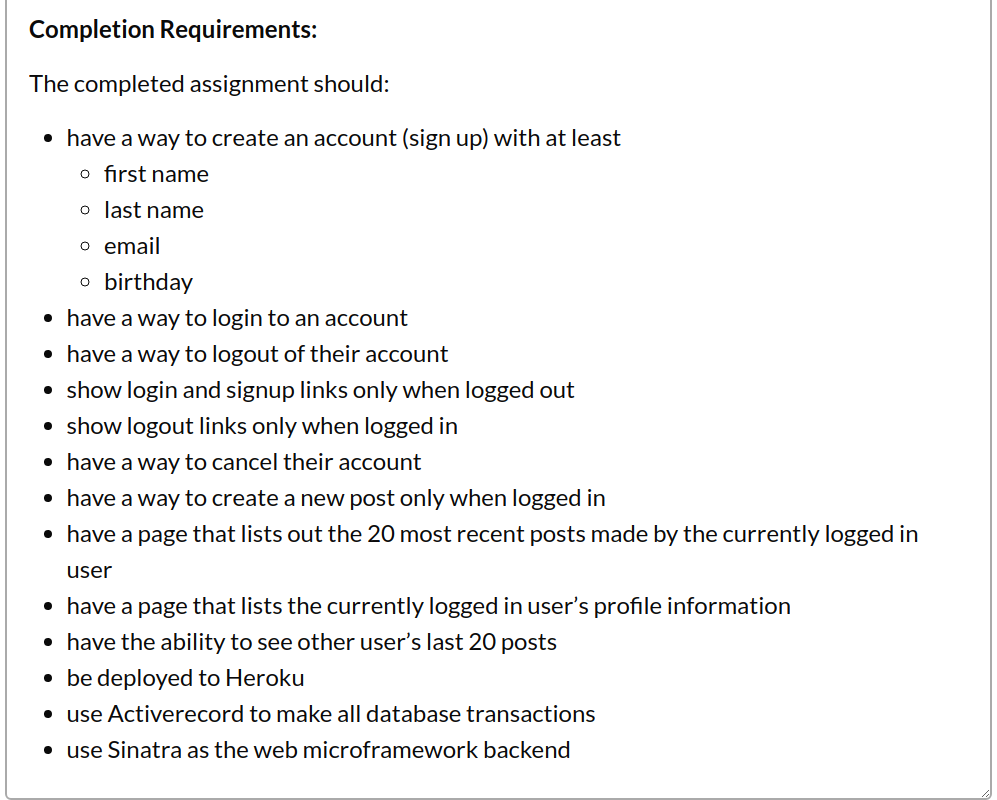 Completion Requirements:
The completed assignment should:
have a way to create an account (sign up) with at least
first name
last name
email
birthday
have a way to login to an account
have a way to logout of their account
show login and signup links only when logged out
show logout links only when logged in
have a way to cancel their account
have a way to create a new post only when logged in
have a page that lists out the 20 most recent posts made by the currently logged in
user
have a page that lists the currently logged in user’s profile information
have the ability to see other user’s last 20 posts
be deployed to Heroku
use Activerecord to make all database transactions
use Sinatra as the web microframework backend